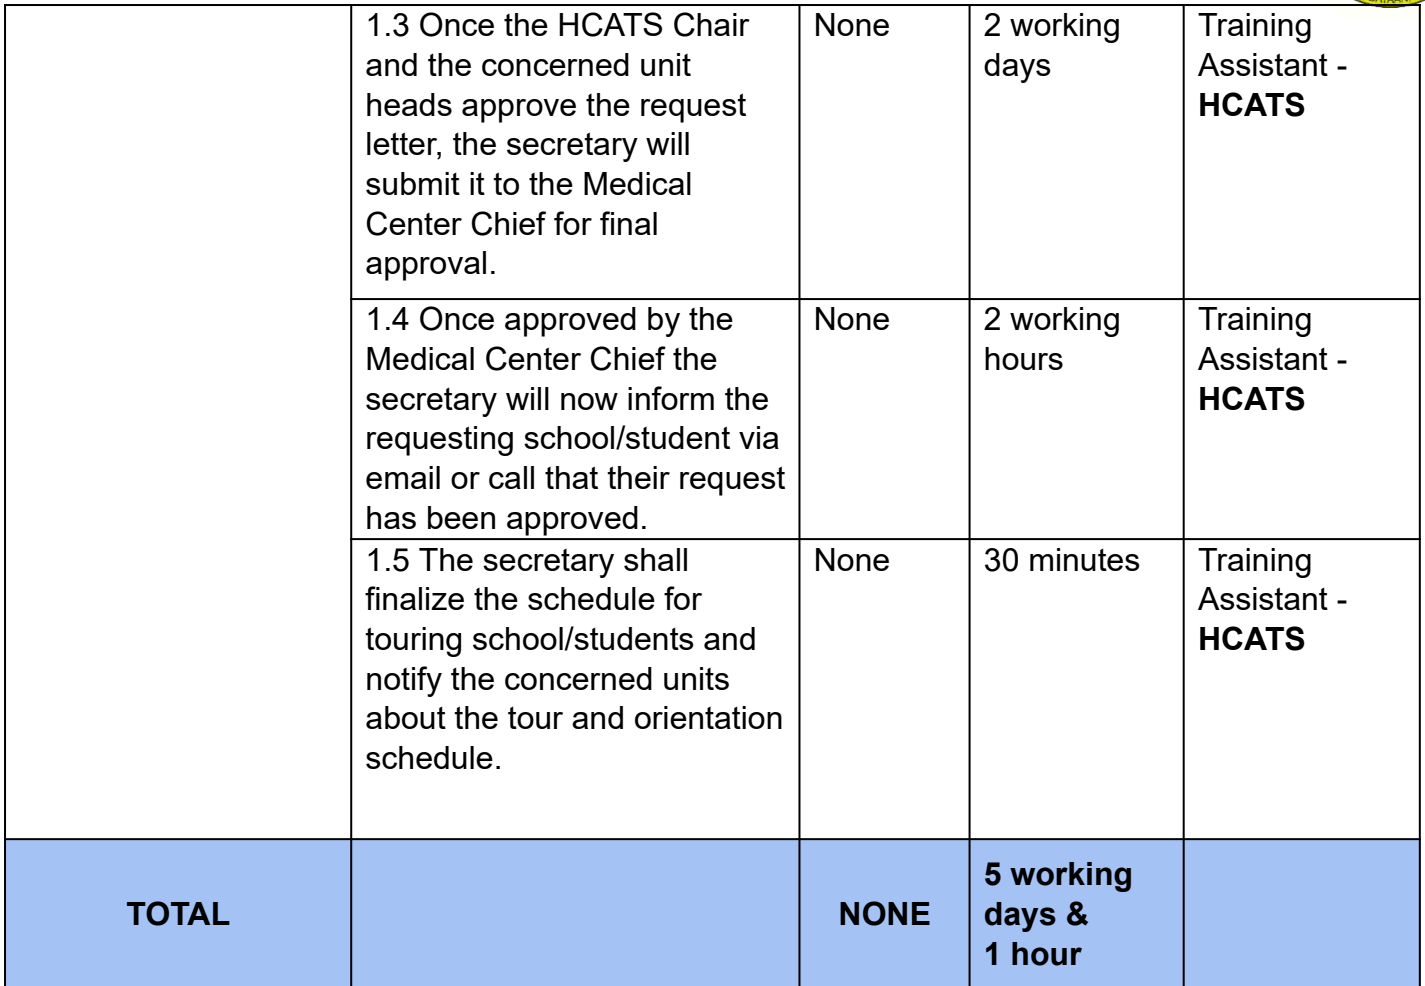 1.3 Once the HCATS Chair
and the concerned unit
heads approve the request
letter, the secretary will
submit it to the Medical
Center Chief for final
approval.
None
2 working
days
Training
Assistant -
HCATS
1.4 Once approved by the
Medical Center Chief the
secretary will now inform the
requesting school/student via
email or call that their request
has been approved.
None
2 working
hours
Training
Assistant -
HCATS
1.5 The secretary shall
finalize the schedule for
touring school/students and
notify the concerned units
about the tour and orientation
schedule.
None
30 minutes
Training
Assistant -
HCATS
TOTAL
NONE
5 working
days &
1 hour